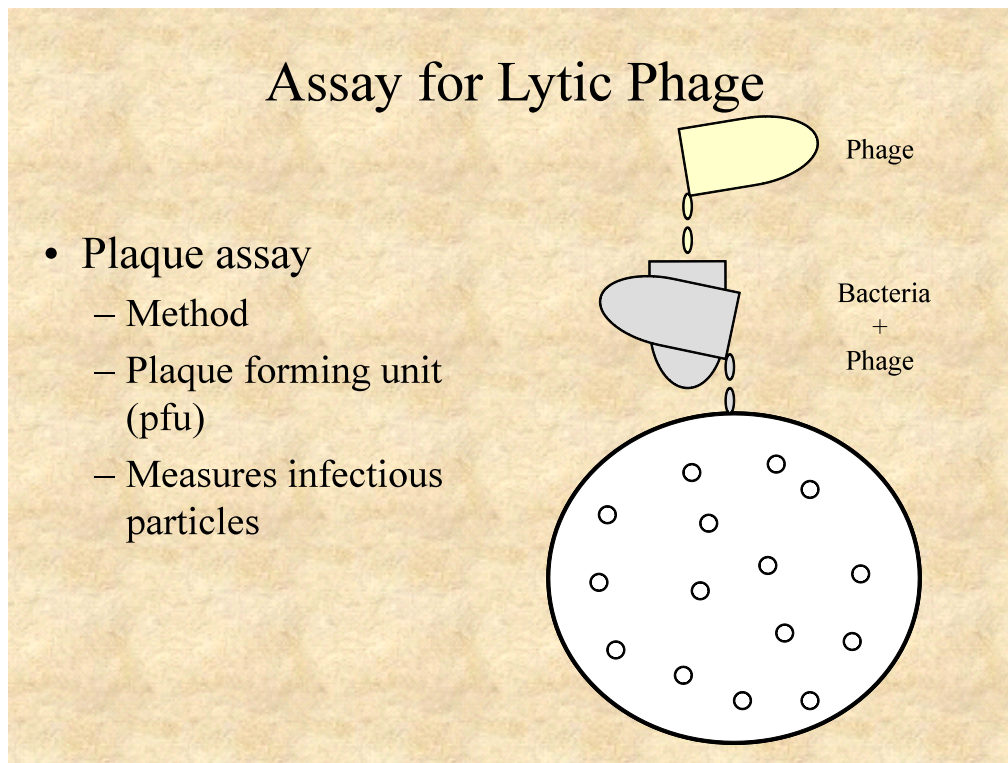 Assay for Lytic Phage
• Plaque assay
– Method
– Plaque forming unit
(pfu)
– Measures infectious
particles
Phage
Bacteria
+
Phage